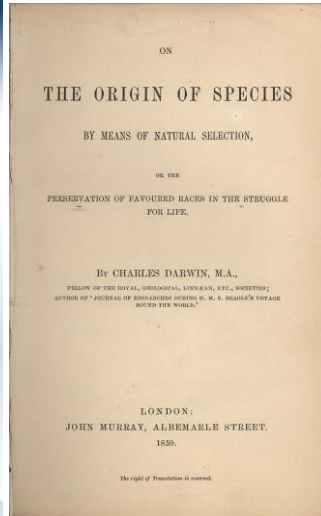 ON
THE ORIGIN OF SPECIES
BY MEANS OF NATURAL SELECTION,
OR THE
PRESERVATION OF FAVOURED RACES IN THE STRUGGLE
FOR LIFE.
BY CHARLES DARWIN, M.A.,
FELLOW OF THE ROYAL, GEOLOGICAL, LINNÆAN, ETC., SOCIETIES;
AUTHOR OF 'JOURNAL OF RESEARCHES DURING H. M. S. BEAGLE'S VOYAGE
ROUND THE WORLD.'
LONDON:
JOHN MURRAY, ALBEMARLE STREET.
1859.
The right of Translation is reserved.